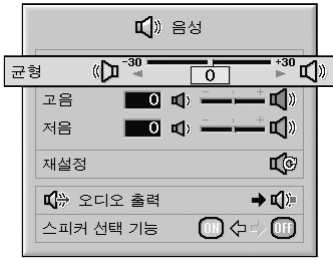 음성
균형 -30 0 +30
고음 0 - +
저음 0 - +
재설정
오디오 출력
스피커 선택 기능 ON OFF